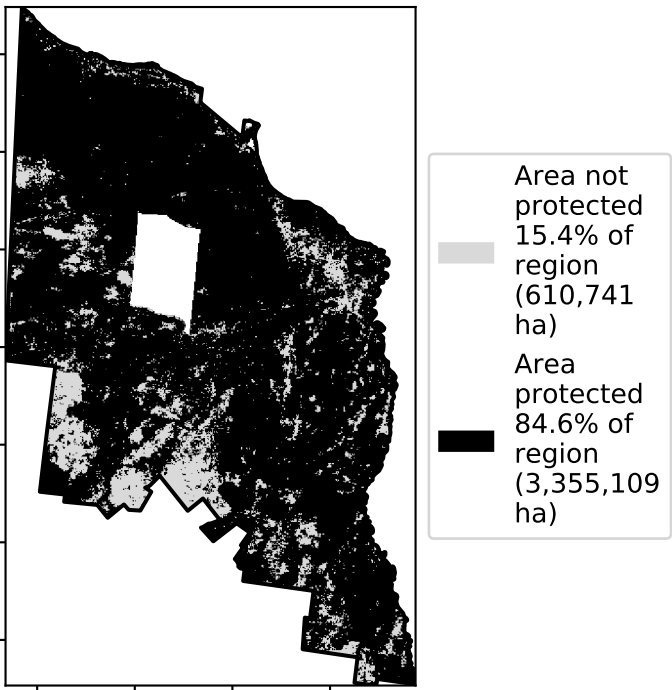 Area not
protected
15.4% of
region
(610,741
ha)
Area
protected
84.6% of
region
(3,355,109
ha)